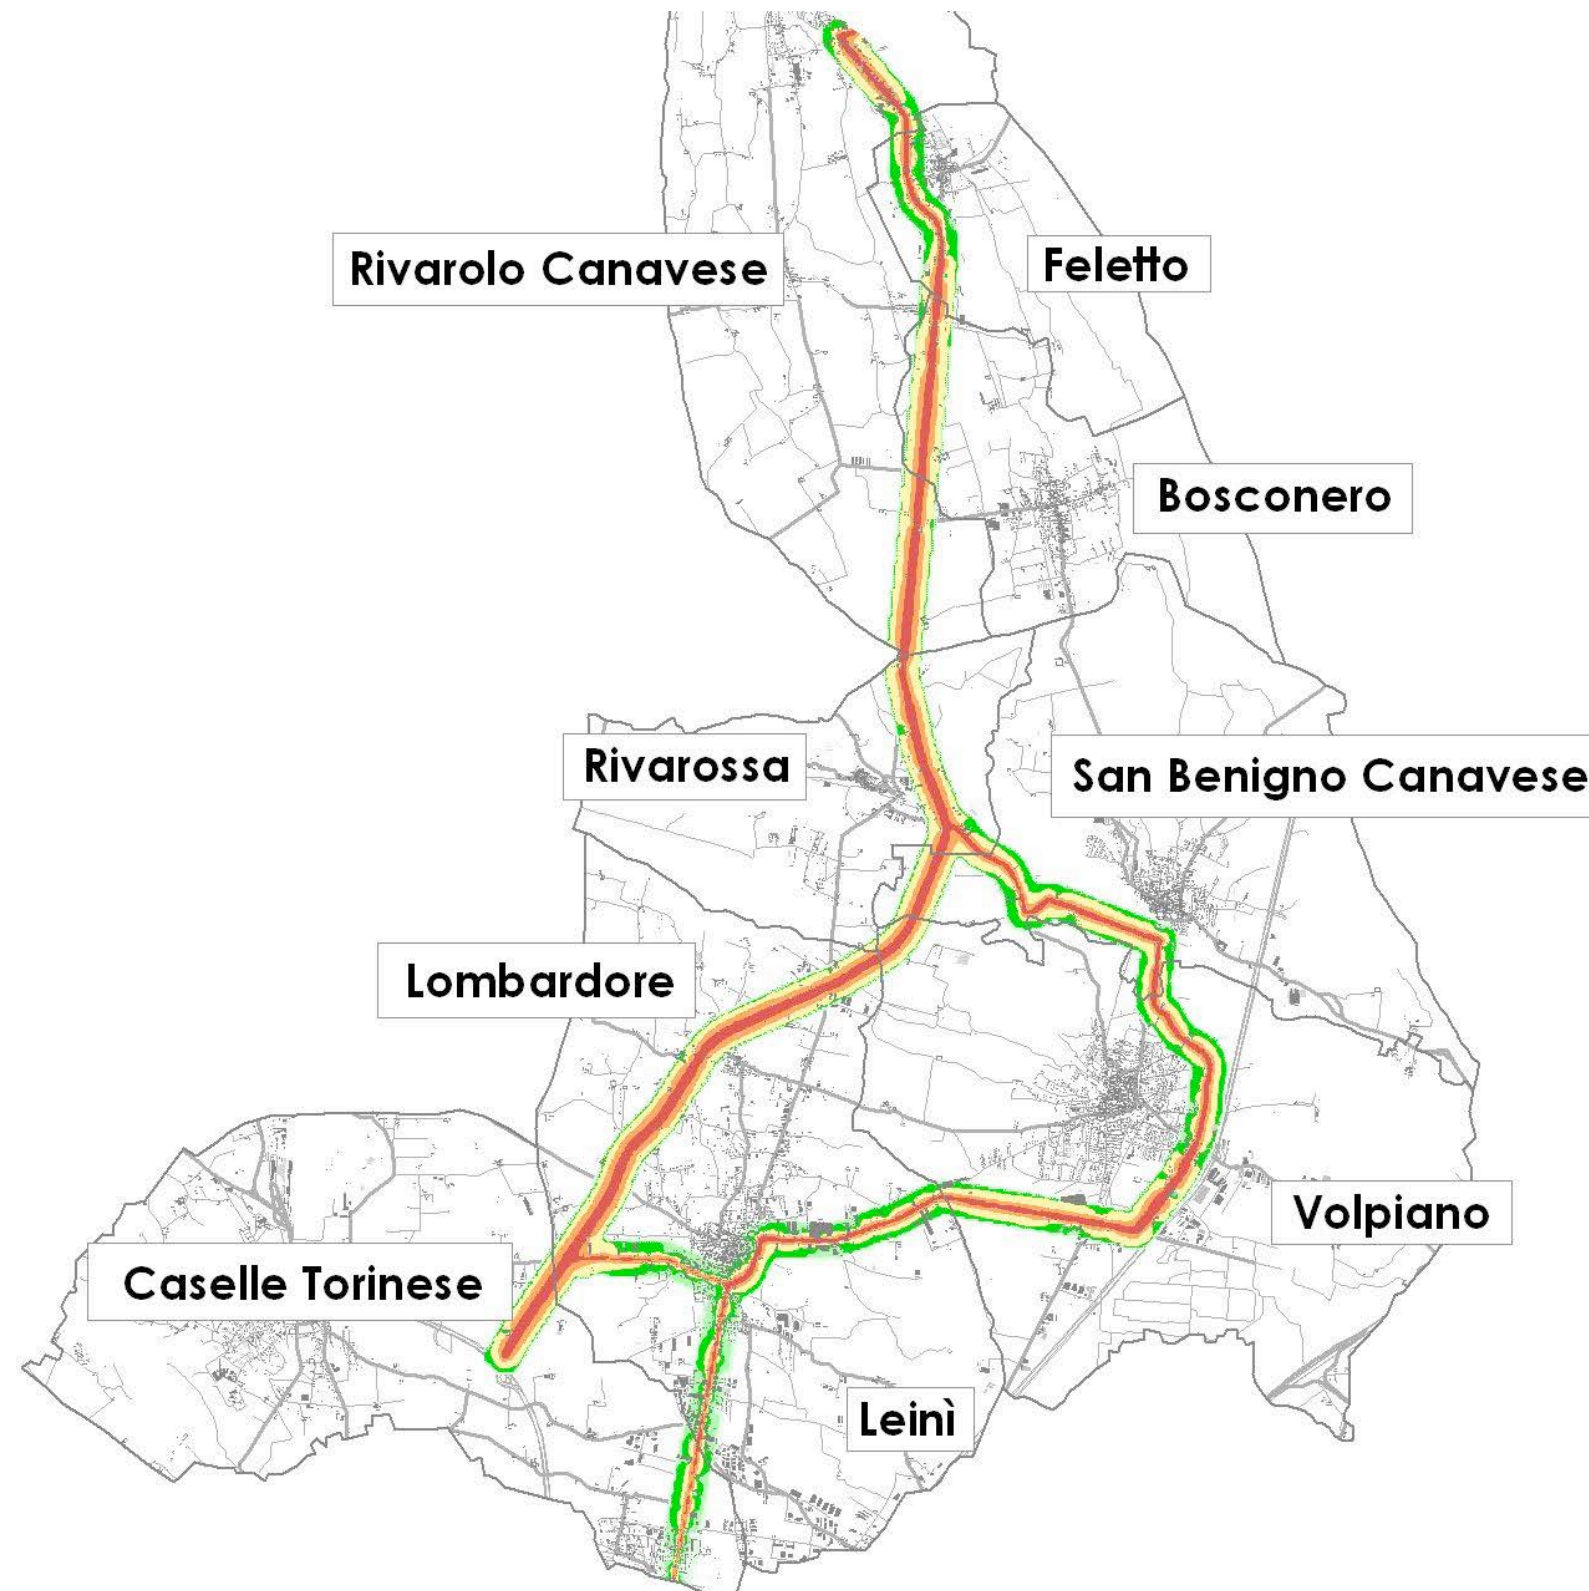 Rivarolo Canavese
Feletto
Bosconero
Rivarossa
San Benigno Canavese
Lombardore
Volpiano
Caselle Torinese
Leinì